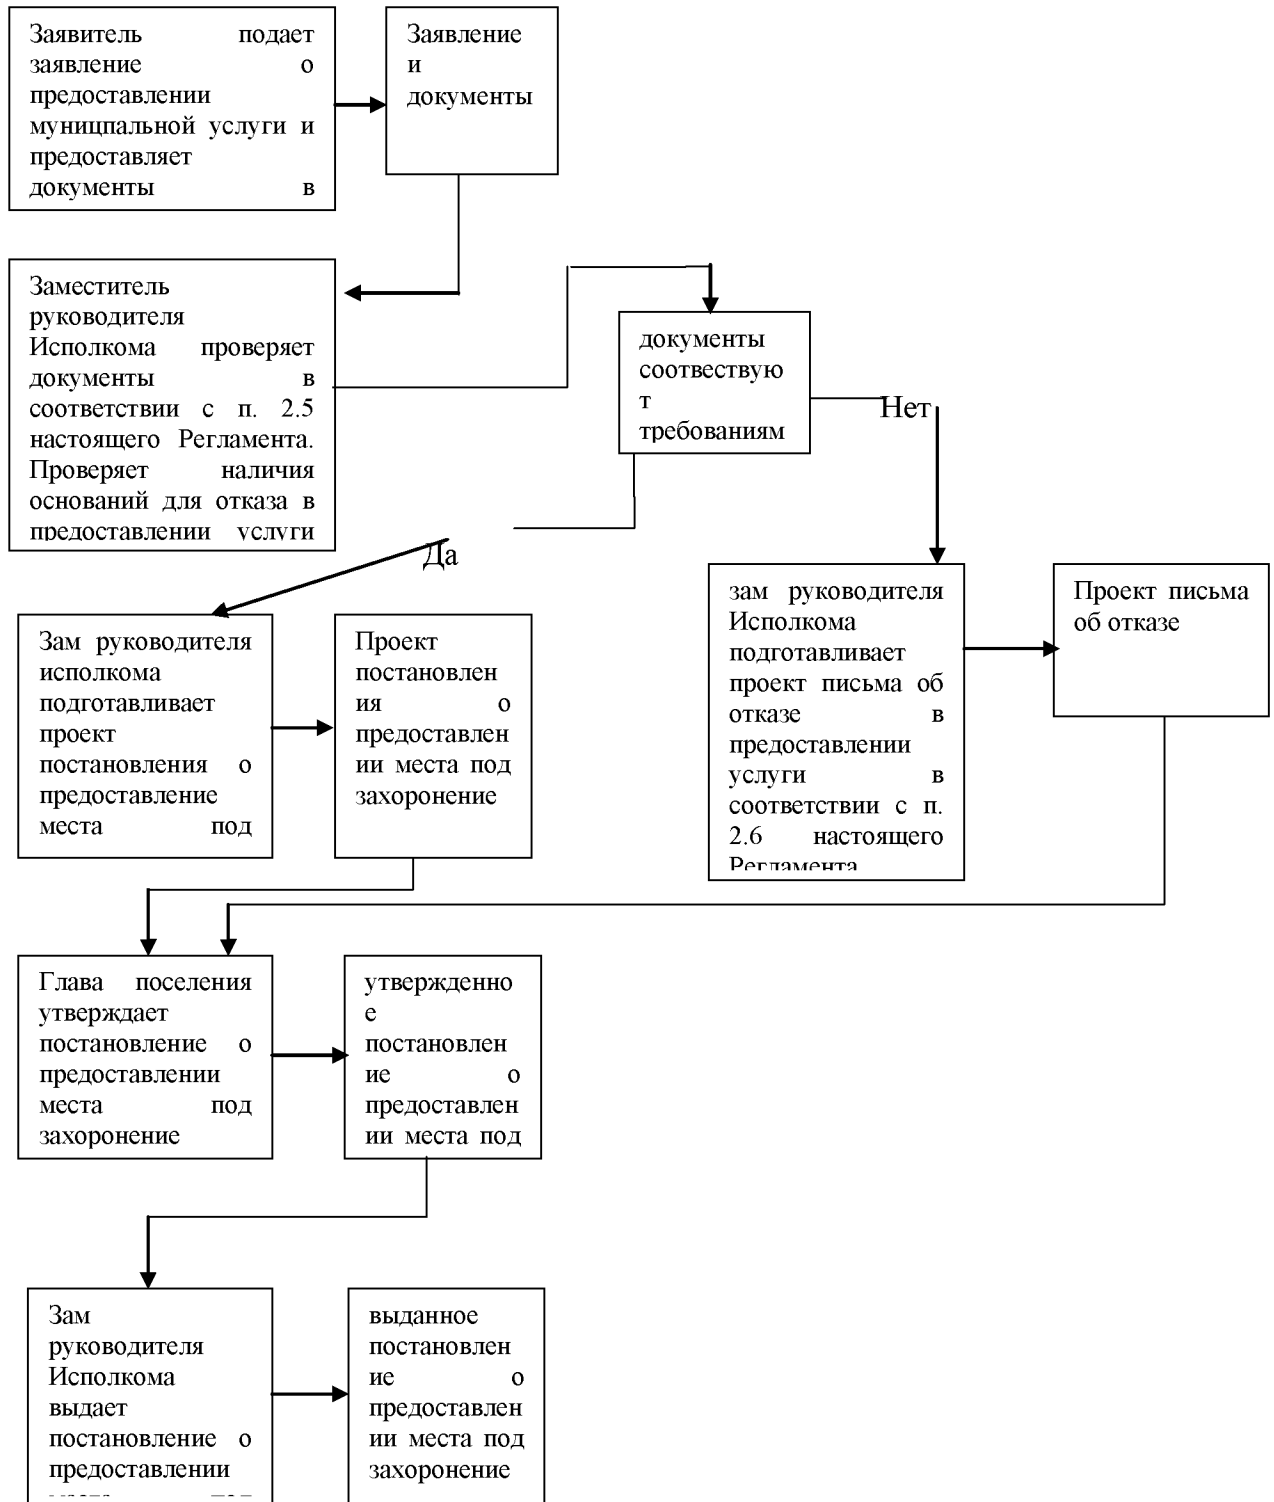 Заявитель подает
заявление о
предоставлении
муницпальной услуги и
предоставляет
документы в
Заявление
и
документы
Заместитель
руководителя
Исполкома проверяет
документы в
соответствии с п. 2.5
настоящего Регламента.
Проверяет наличия
оснований для отказа в
предоставлении услуги
документы
соотвествую
т
требованиям
Нет
Да
Зам руководителя
исполкома
подготавливает
проект
постановления о
предоставление
места под
Проект
постановлен
ия о
предоставлен
ии места под
захоронение
зам руководителя
Исполкома
подготавливает
проект письма об
отказе в
предоставлении
услуги в
соответствии с п.
2.6 настоящего
Регламента
Проект письма
об отказе
Глава поселения
утверждает
постановление о
предоставлении
места под
захоронение
утвержденно
е
постановлен
ие о
предоставлен
ии места под
Зам
руководителя
Исполкома
выдает
постановление о
предоставлении
выданное
постановлен
ие о
предоставлен
ии места под
захоронение